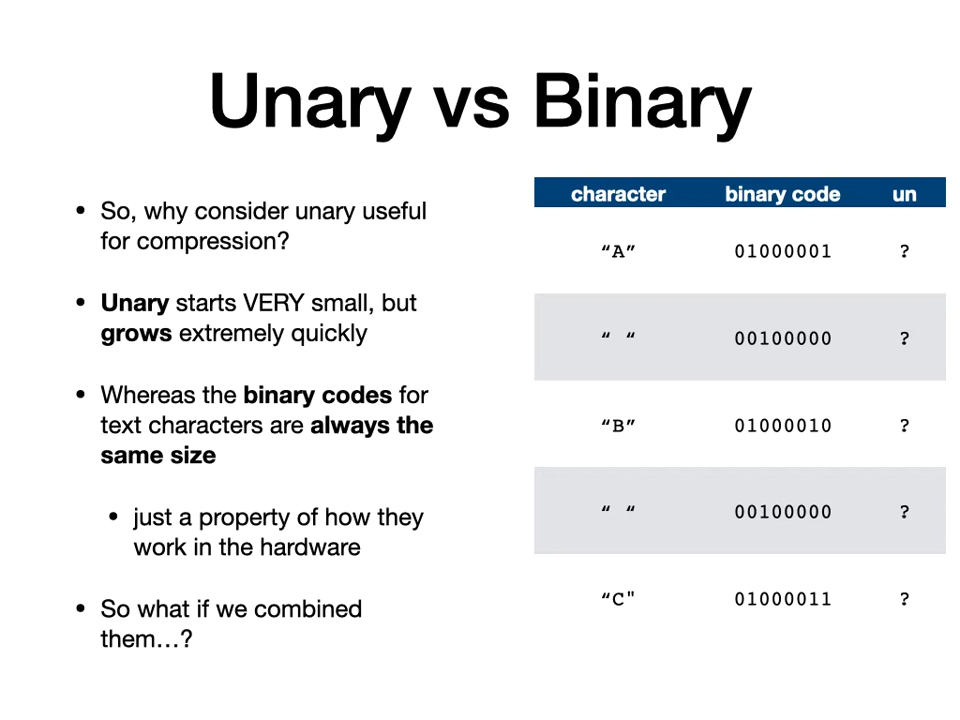 Unary vs Binary
• So, why consider unary useful
for compression?
• Unary starts VERY small, but
grows extremely quickly
• Whereas the binary codes for
text characters are always the
same size
• just a property of how they
work in the hardware
• So what if we combined
them…?
character binary code un
“A” 01000001 ?
“ “ 00100000 ?
“B” 01000010 ?
“ “ 00100000 ?
“C" 01000011 ?